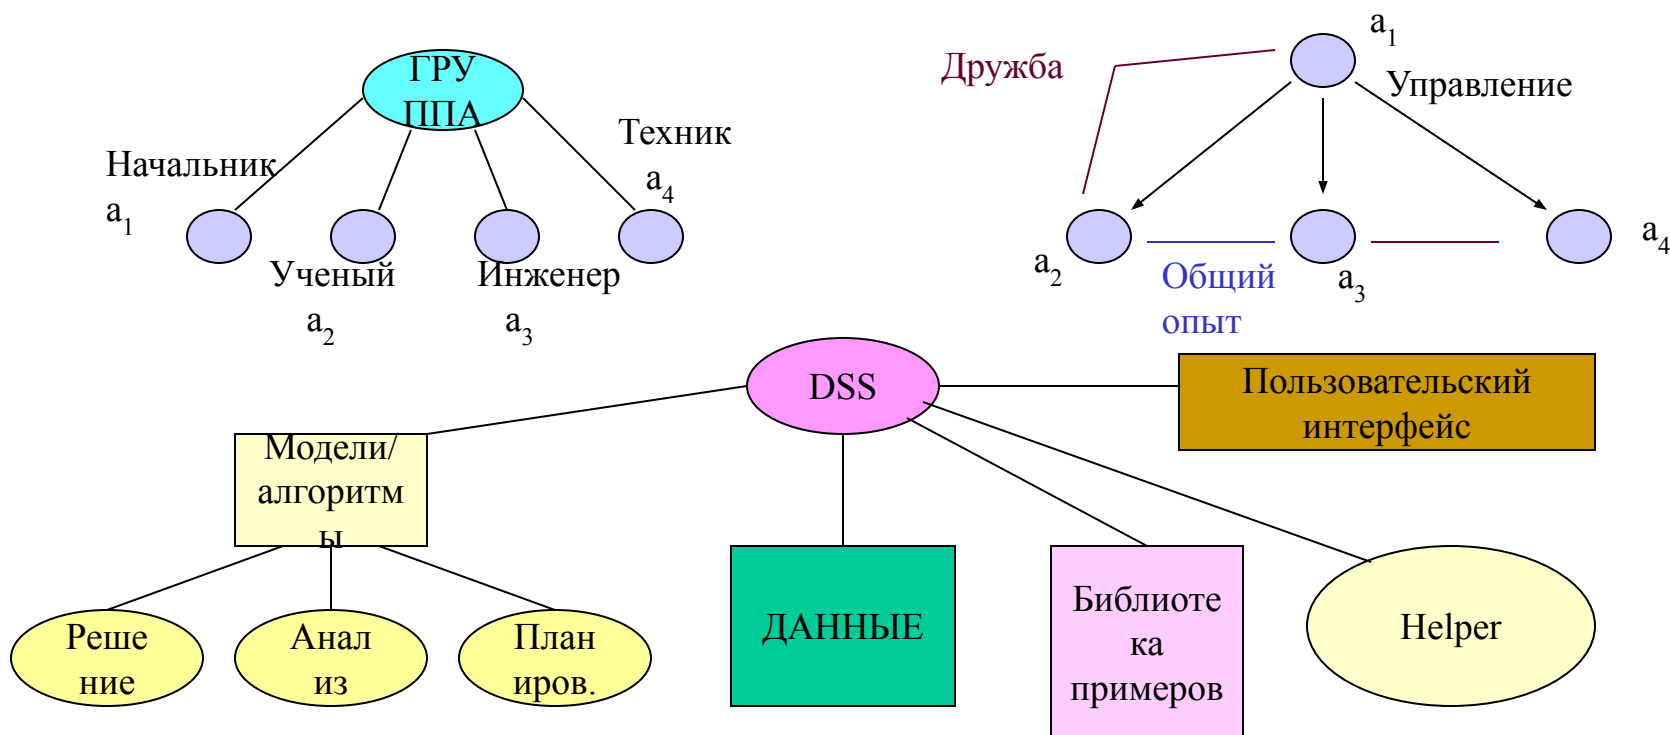 ГРУ
ППА
Начальник
a1
Ученый
a2
Инженер
a3
Техник
a4
Дружба
a1
Управление
a2
Общий
опыт
a3
a4
DSS
Пользовательский
интерфейс
Модели/
алгоритм
ы
Реше
ние
Анал
из
План
иров.
ДАННЫЕ
Библиоте
ка
примеров
Helper